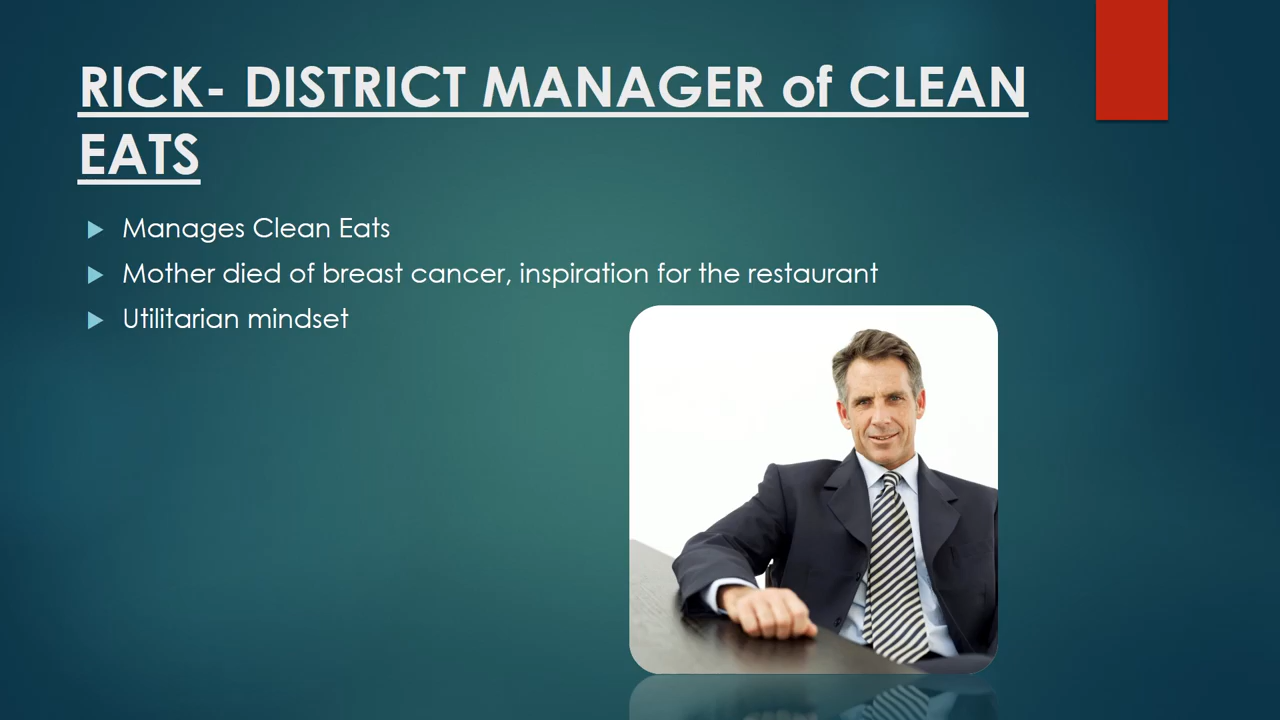 RICK- DISTRICT MANAGER of CLEAN
EATS
Manages Clean Eats
Mother died of breast cancer, inspiration for the restaurant
Utilitarian mindset